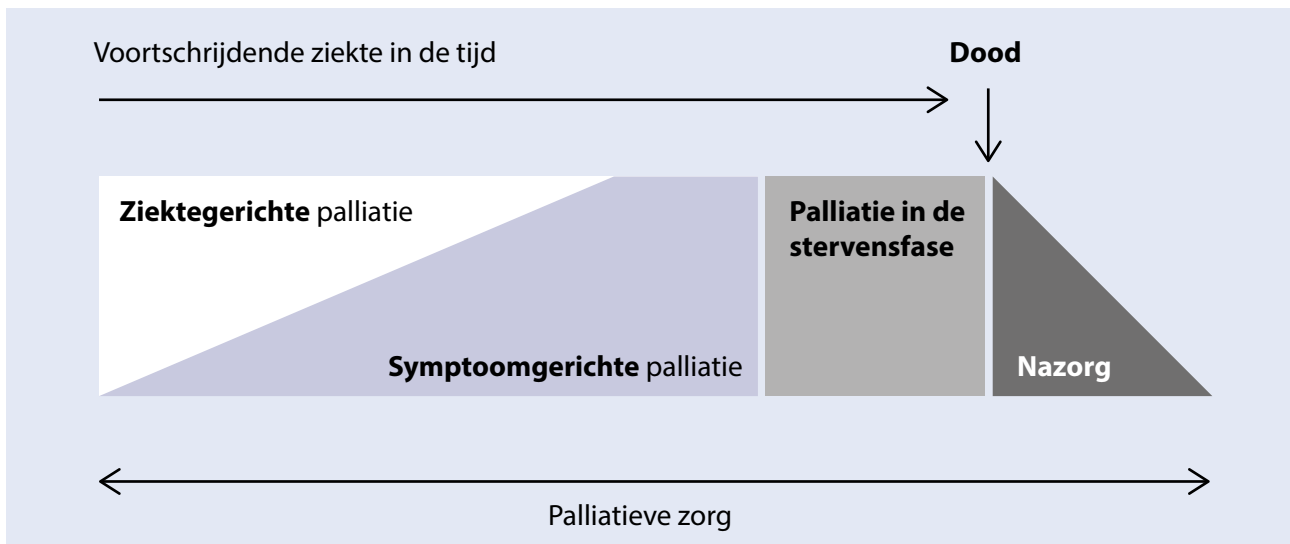 Voortschrijdende ziekte in de tijd
Dood
Ziektegerichte palliatie
Palliatie in de
stervensfase
Symptoomgerichte palliatie
Nazorg
Palliatieve zorg